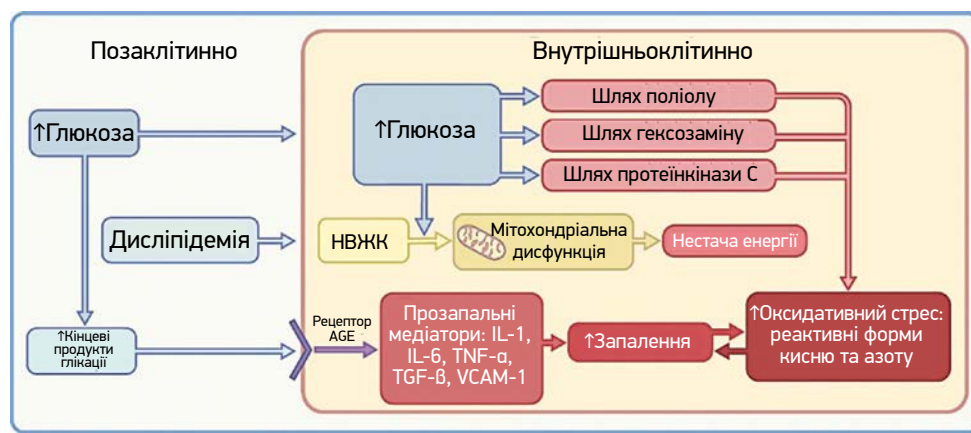 Позаклітинно
Внутрішньоклітинно
↑Глюкоза
↑Глюкоза
Шлях поліолу
Шлях гексозаміну
Шлях протеїнкінази С
Дисліпідемія
НВЖК
Мітохондріальна
дисфункція
Нестача енергії
↑Кінцеві
продукти
глікації
Рецептор
AGE
Прозапальні
медіатори: IL-1,
IL-6, TNF-α,
TGF-β, VCAM-1
↑Запалення
↑Оксидативний стрес:
реактивні форми
кисню та азоту